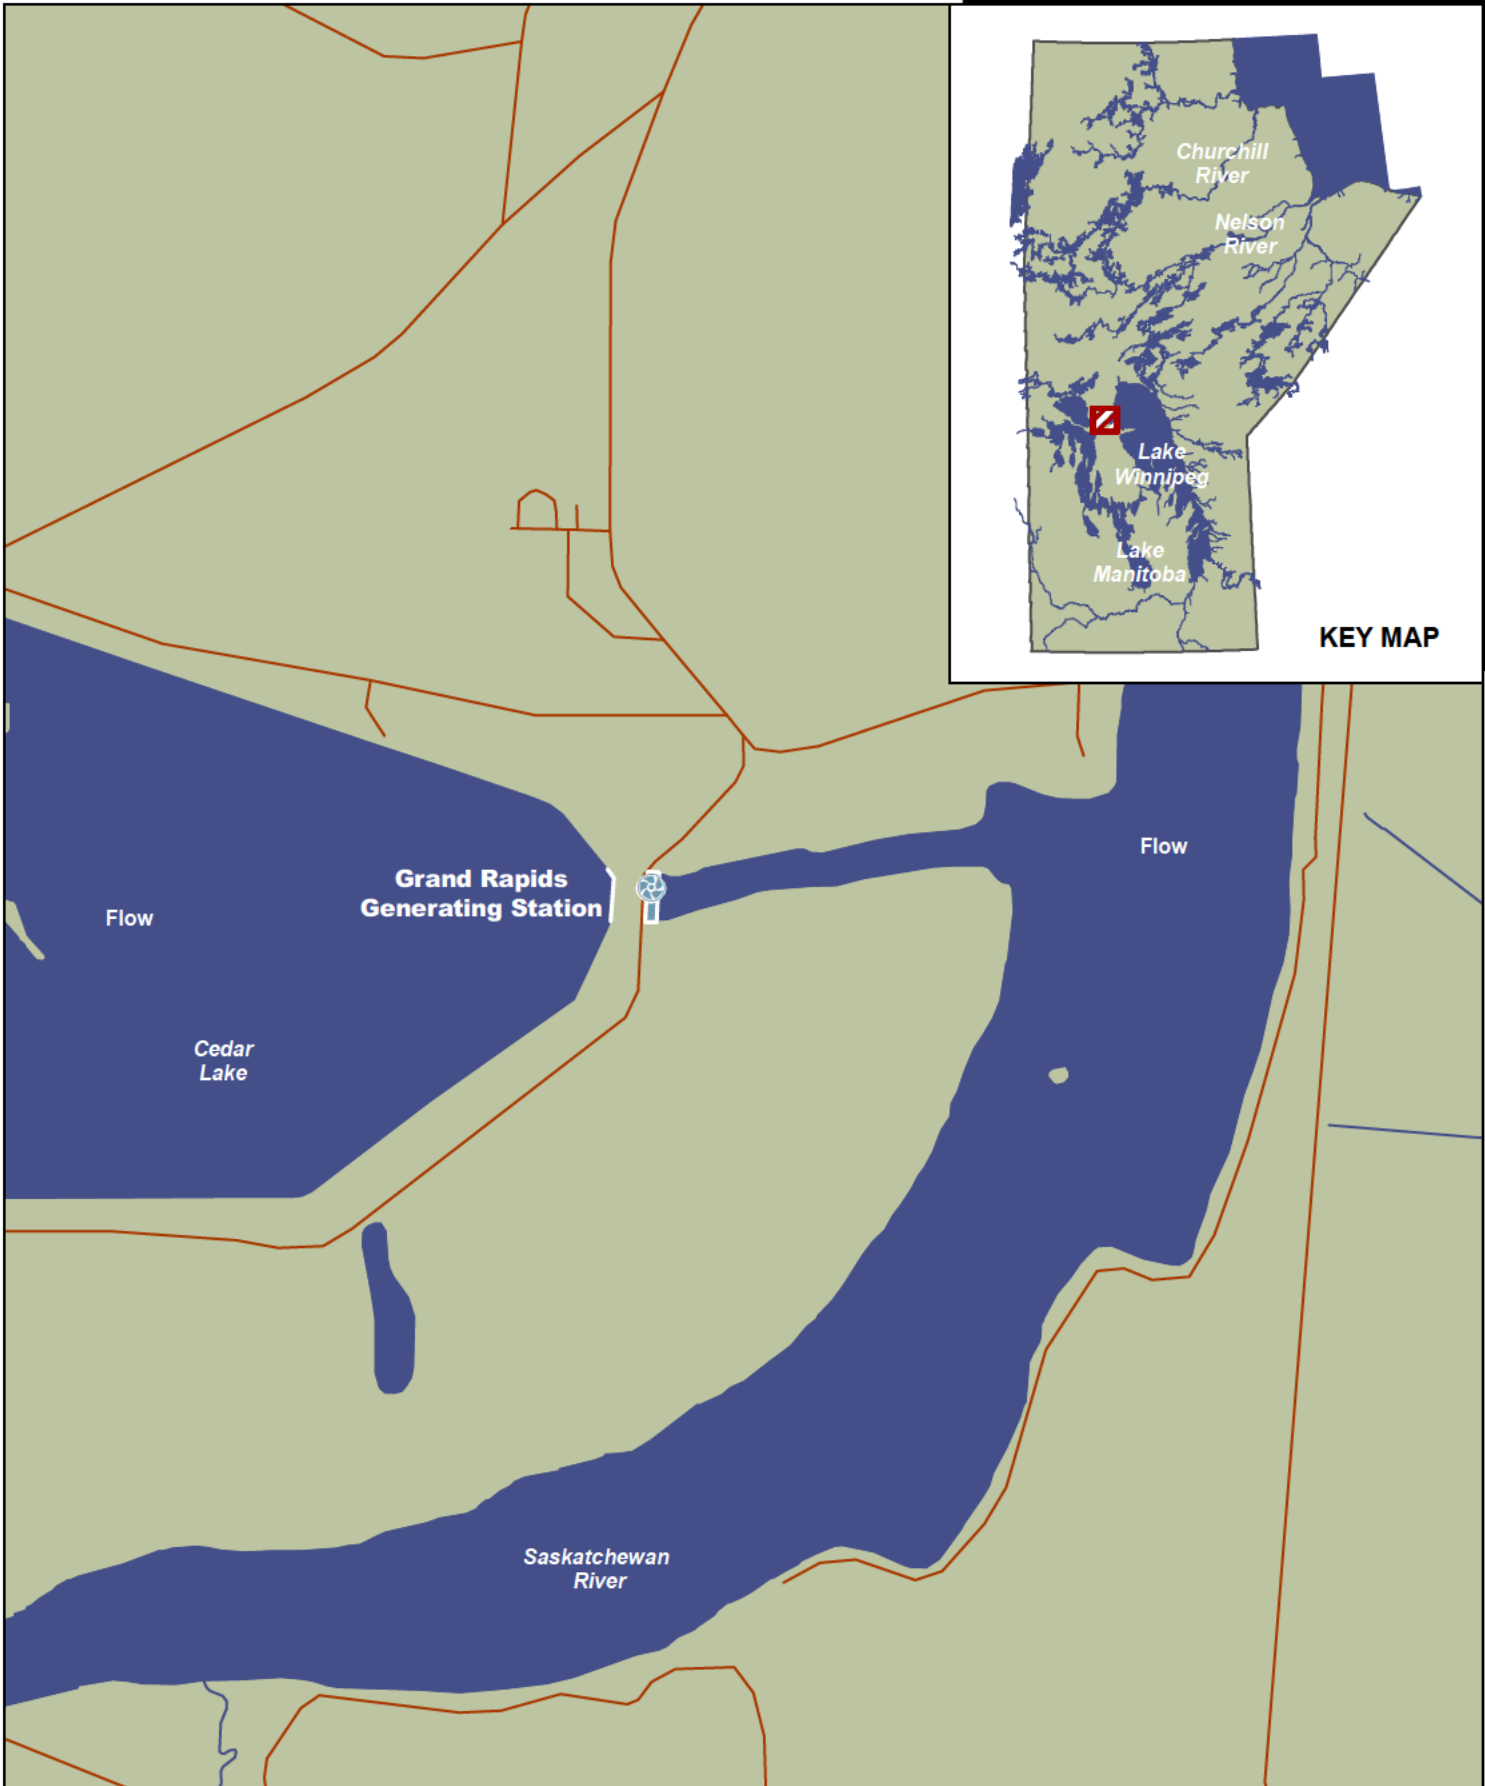 Churchill
River
Nelson
River
Lake
Winnipeg
Lake
Manitoba
KEY MAP
Flow
Grand Rapids
Generating Station
Flow
Cedar
Lake
Saskatchewan
River